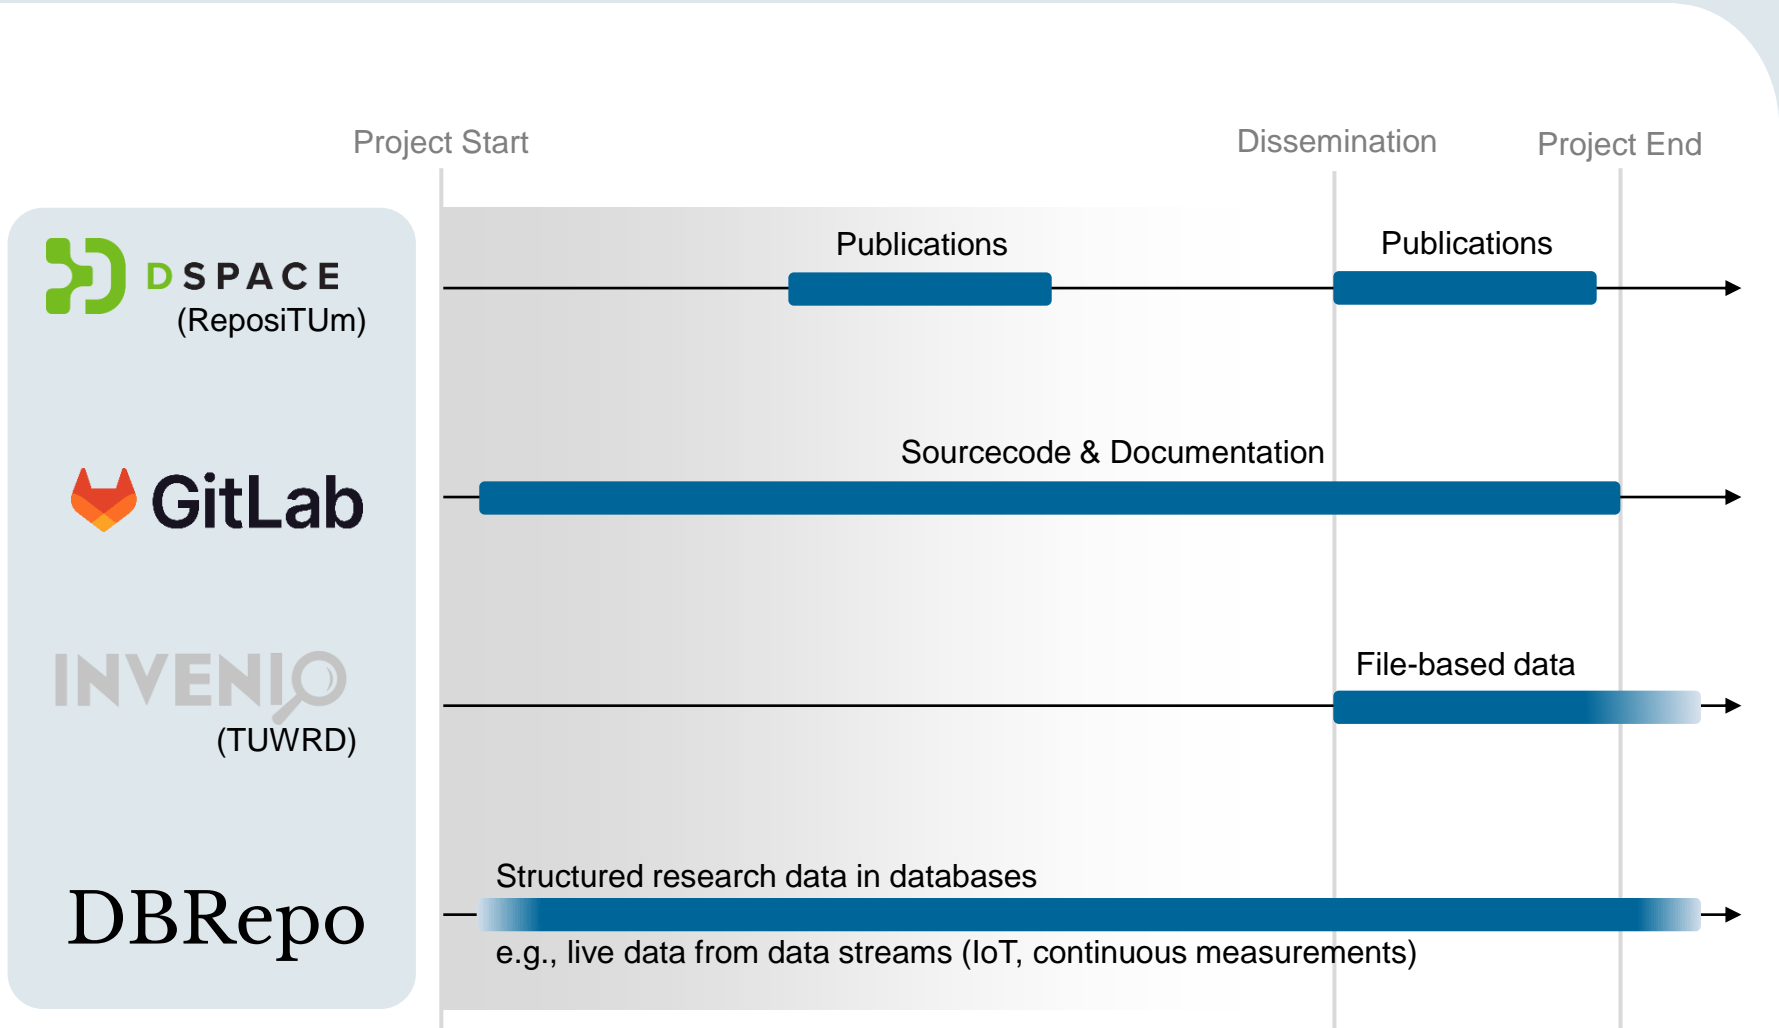 Project Start
Dissemination
Project End
DSPACE
(ReposiTUm)
Publications
Publications
GitLab
Sourcecode & Documentation
INVENIO
(TUWRD)
File-based data
DBRepo
Structured research data in databases
e.g., live data from data streams (IoT, continuous measurements)